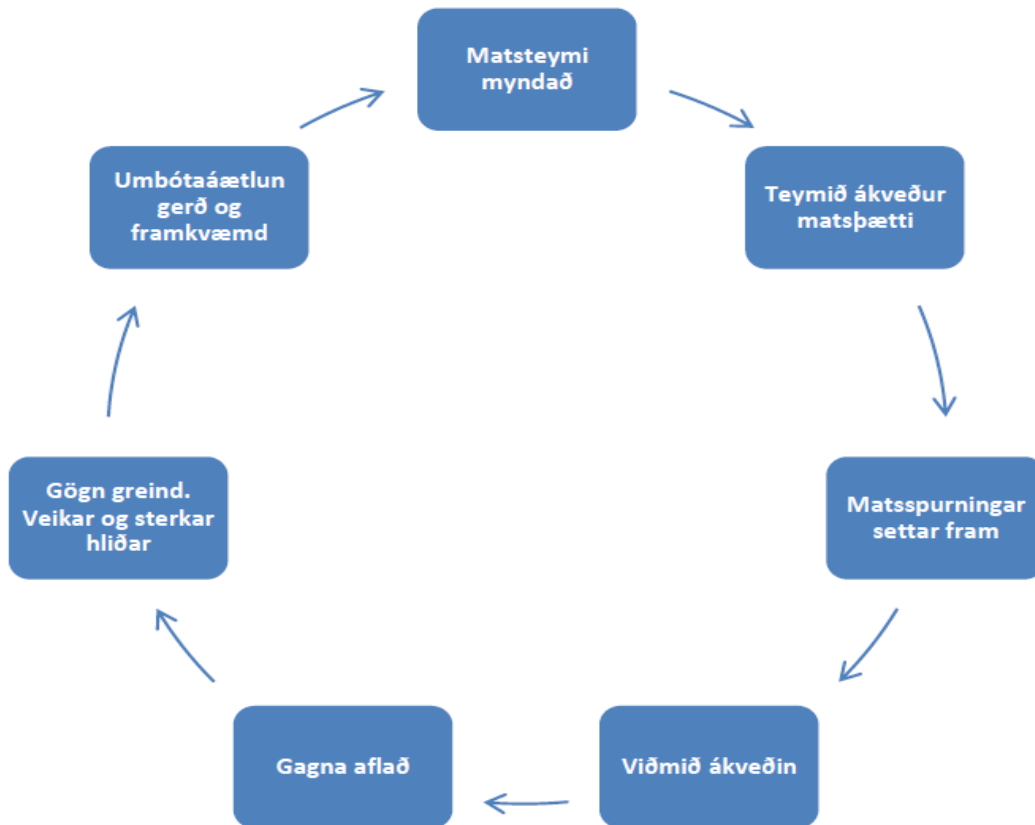 Matsteymi
myndað
Teymið ákveður
matsþætti
Matsspurningar
settar fram
Viðmið ákveðin
Gagna aflað
Gögn greind.
Veikar og sterkar
hliðar
Umbótaáætlun
gerð og
framkvæmd